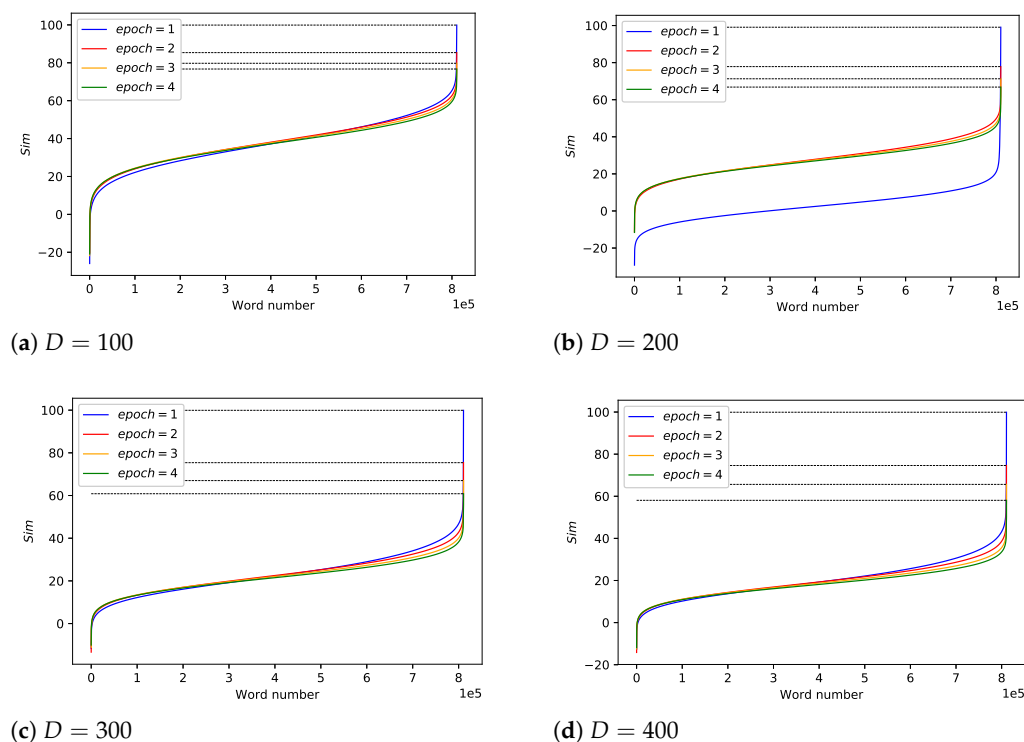 100
80
60
40
20
0
−20
Sim
epoch = 1
epoch = 2
epoch = 3
epoch = 4
0 1 2 3 4 5 6 7 8
1e5
Word number
(a) D = 100
100
80
60
40
20
0
−20
Sim
epoch = 1
epoch = 2
epoch = 3
epoch = 4
0 1 2 3 4 5 6 7 8
1e5
Word number
(b) D = 200
100
80
60
40
20
0
Sim
epoch = 1
epoch = 2
epoch = 3
epoch = 4
0 1 2 3 4 5 6 7 8
1e5
Word number
(c) D = 300
100
80
60
40
20
0
−20
Sim
epoch = 1
epoch = 2
epoch = 3
epoch = 4
0 1 2 3 4 5 6 7 8
1e5
Word number
(d) D = 400